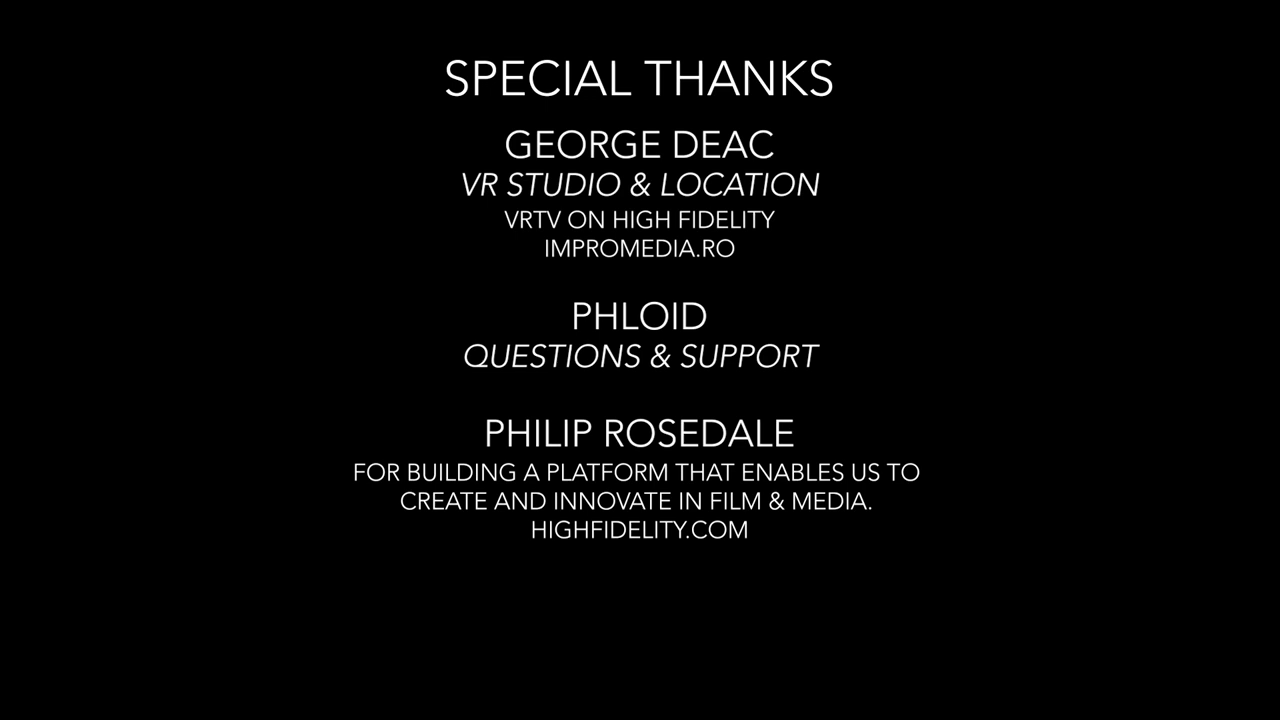 SPECIAL THANKS
GEORGE DEAC
VR STUDIO & LOCATION
VRTV ON HIGH FIDELITY
IMPROMEDIA.RO
PHLOID
QUESTIONS & SUPPORT
PHILIP ROSEDALE
FOR BUILDING A PLATFORM THAT ENABLES US TO
CREATE AND INNOVATE IN FILM & MEDIA.
HIGHFIDELITY.COM